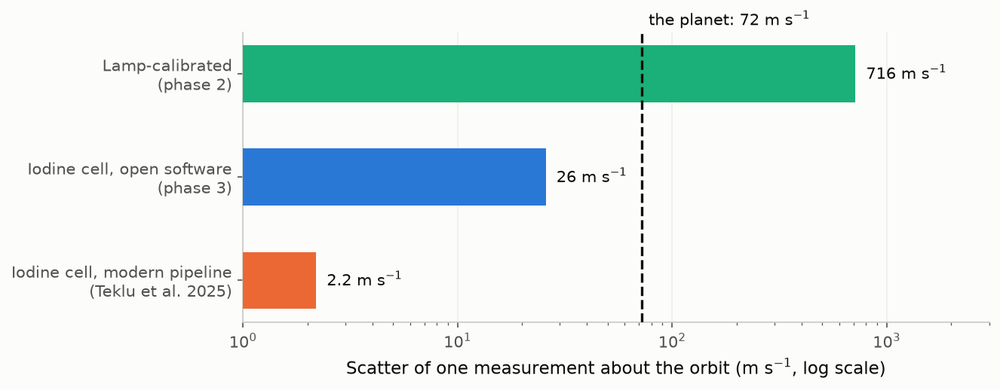 the planet: 72 m s⁻¹
Lamp-calibrated
(phase 2)
716 m s⁻¹
Iodine cell, open software
(phase 3)
26 m s⁻¹
Iodine cell, modern pipeline
(Teklu et al. 2025)
2.2 m s⁻¹
10⁰ 10¹ 10² 10³
Scatter of one measurement about the orbit (m s⁻¹, log scale)